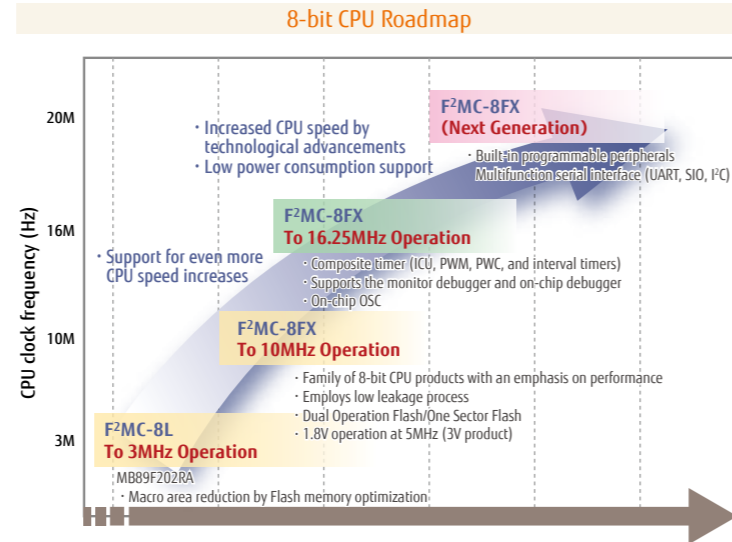 8-bit CPU Roadmap
CPU clock frequency (Hz)
20M
16M
10M
3M
F²MC-8FX
(Next Generation)
・Built-in programmable peripherals
Multifunction serial interface (UART, SIO, I²C)
・Increased CPU speed by
technological advancements
・Low power consumption support
F²MC-8FX
To 16.25MHz Operation
・Composite timer (ICU, PWM, PWC, and interval timers)
・Supports the monitor debugger and on-chip debugger
・On-chip OSC
・Support for even more
CPU speed increases
F²MC-8FX
To 10MHz Operation
・Family of 8-bit CPU products with an emphasis on performance
・Employs low leakage process
・Dual Operation Flash/One Sector Flash
・1.8V operation at 5MHz (3V product)
F²MC-8L
To 3MHz Operation
MB89F202RA
・Macro area reduction by Flash memory optimization